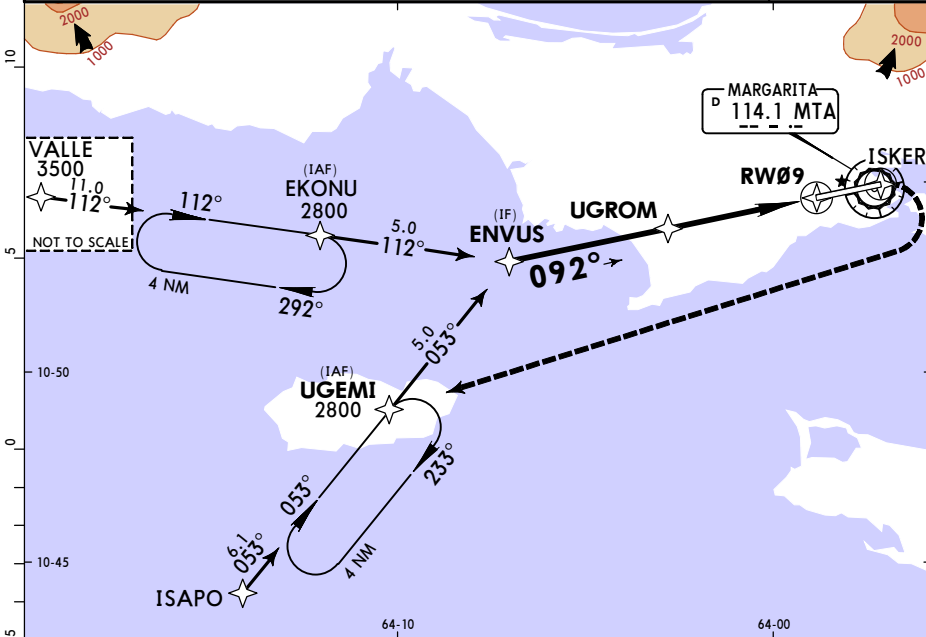 2000
1000
10
2000
1000
MARGARITA
D 114.1 MTA
ISKER
VALLE
3500
11.0
112°
NOT TO SCALE
112°
(IAF)
EKONU
2800
RWØ9
UGROM
(IF)
ENVUS
5.0
112°
092°
5
4 NM
292°
5.0
053°
10-50
(IAF)
UGEMI
2800
0
233°
053°
4 NM
6.1
053°
10-45
ISAPO
5
64-10
64-00